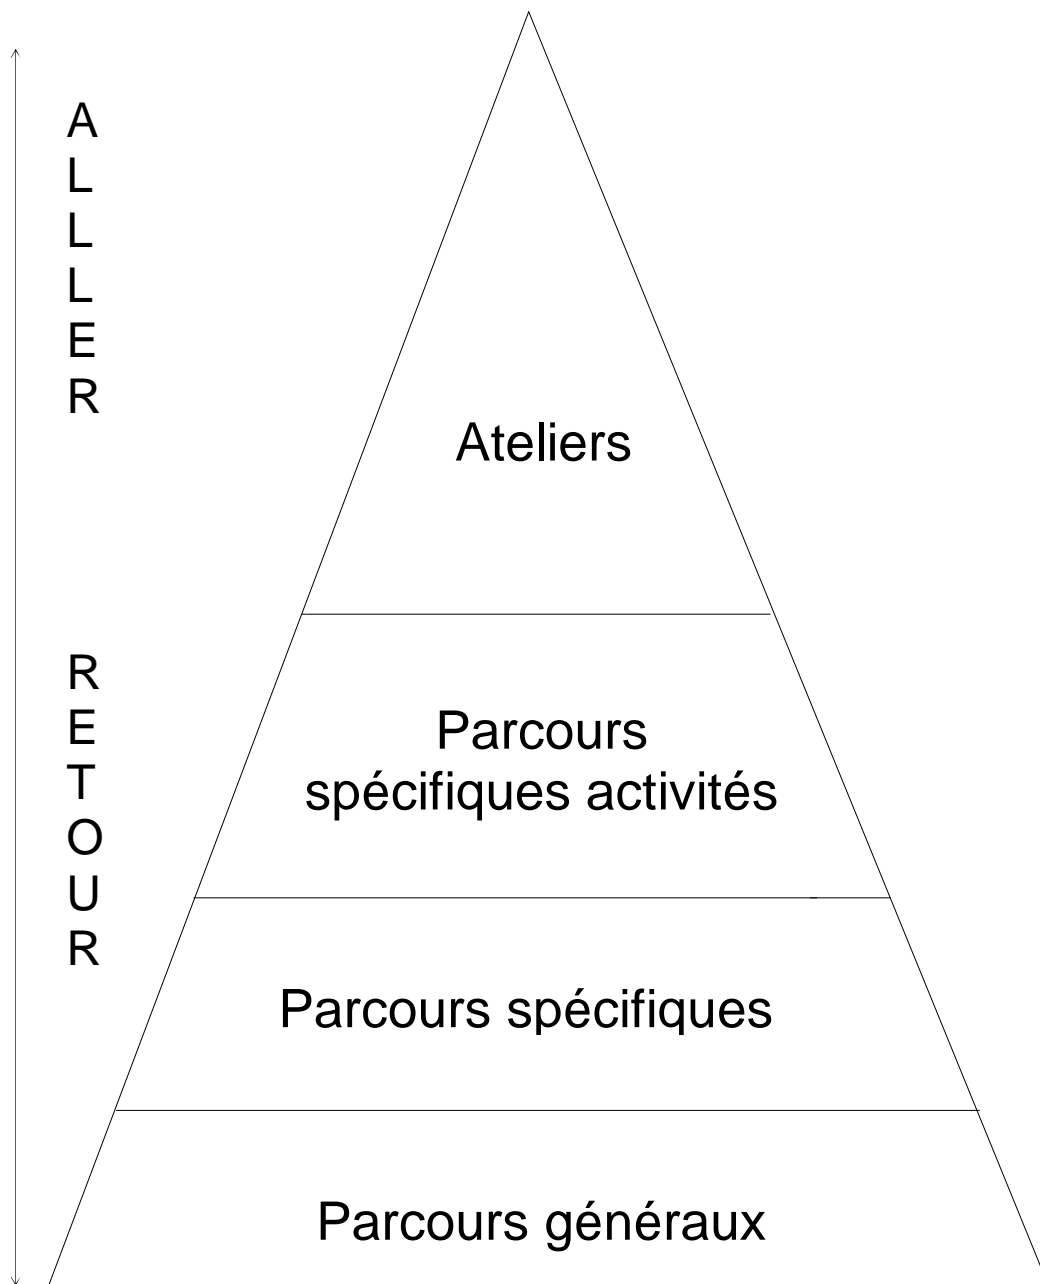 ALLLER
Ateliers
RETOUR
Parcours
spécifiques activités
Parcours spécifiques
Parcours généraux